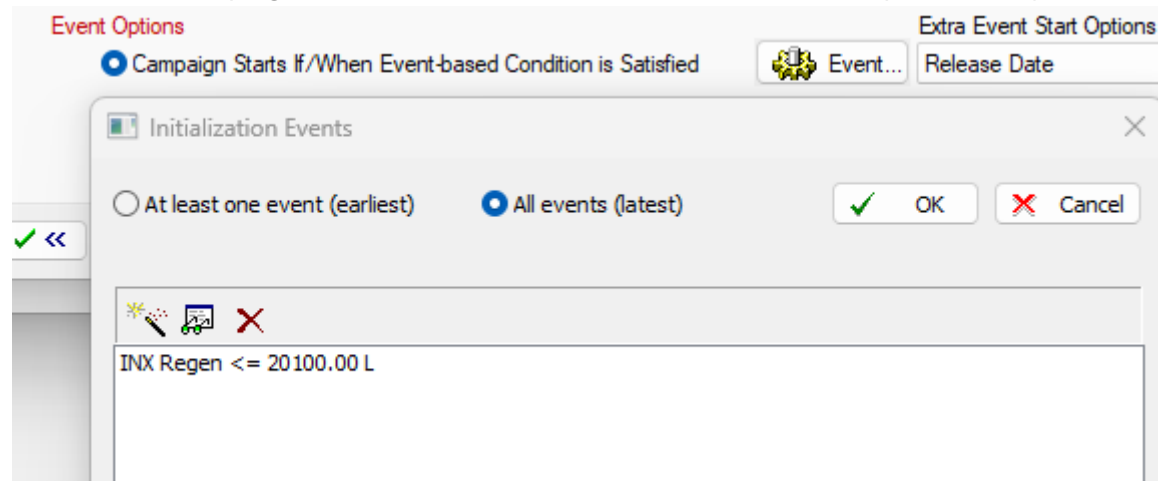 Event Options
Extra Event Start Options
Campaign Starts If/When Event-based Condition is Satisfied
Event...
Release Date
Initialization Events
At least one event (earliest)
All events (latest)
OK
Cancel
INX Regen <= 20100.00 L